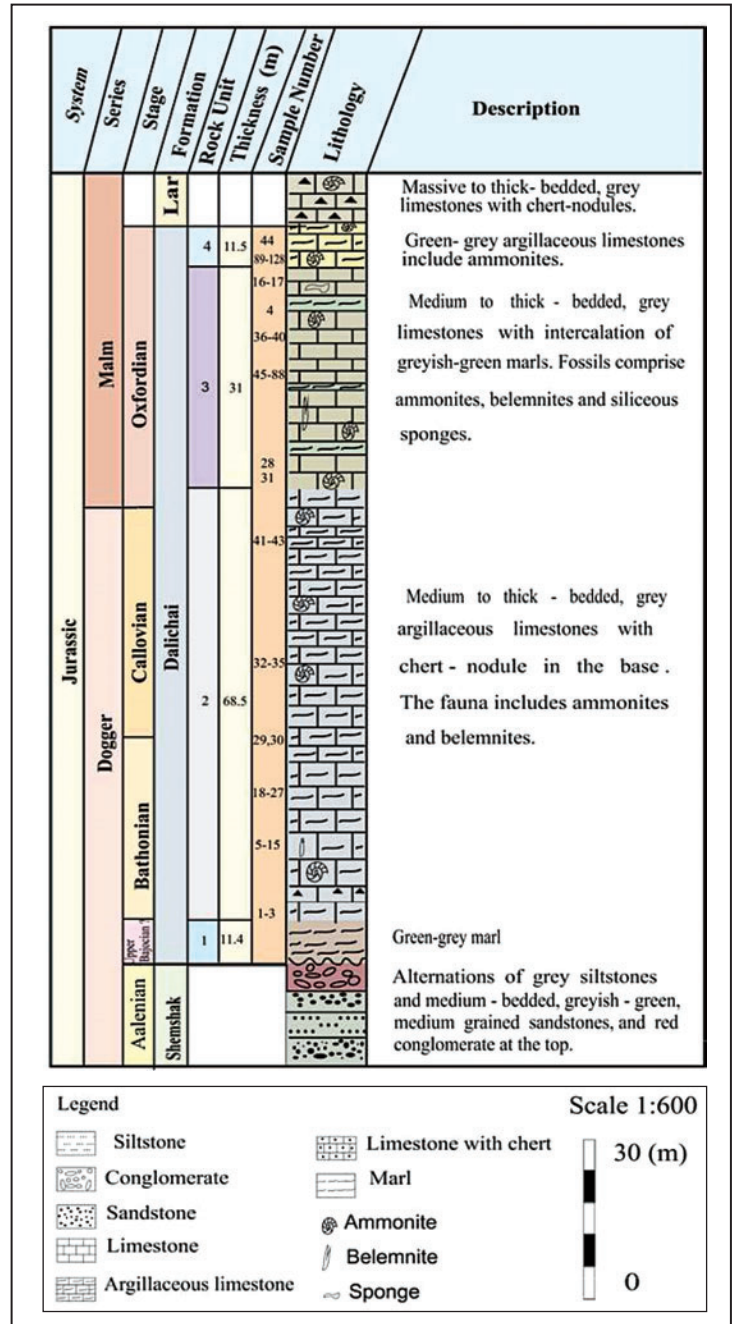 System
Series
Stage
Formation
Rock Unit
Thickness (m)
Sample Number
Lithology
Description
Jurassic
Malm
Dogger
Oxfordian
Callovian
Bathonian
Bajocian ?
Aalenian
Lar
Dalichai
Shemshak
4
3
2
1
11.5
31
68.5
11.4
44
89-128
16-17
4
36-40
45-88
28
31
41-43
32-35
29,30
18-27
5-15
1-3
Massive to thick- bedded, grey
limestones with chert-nodules.
Green- grey argillaceous limestones
include ammonites.
Medium to thick - bedded, grey
limestones with intercalation of
greyish-green marls. Fossils comprise
ammonites, belemnites and siliceous
sponges.
Medium to thick - bedded, grey
argillaceous limestones with
chert - nodule in the base .
The fauna includes ammonites
and belemnites.
Green-grey marl
Alternations of grey siltstones
and medium - bedded, greyish - green,
medium grained sandstones, and red
conglomerate at the top.
Legend
Siltstone
Conglomerate
Sandstone
Limestone
Argillaceous limestone
Limestone with chert
Marl
Ammonite
Belemnite
Sponge
Scale 1:600
30 (m)
0